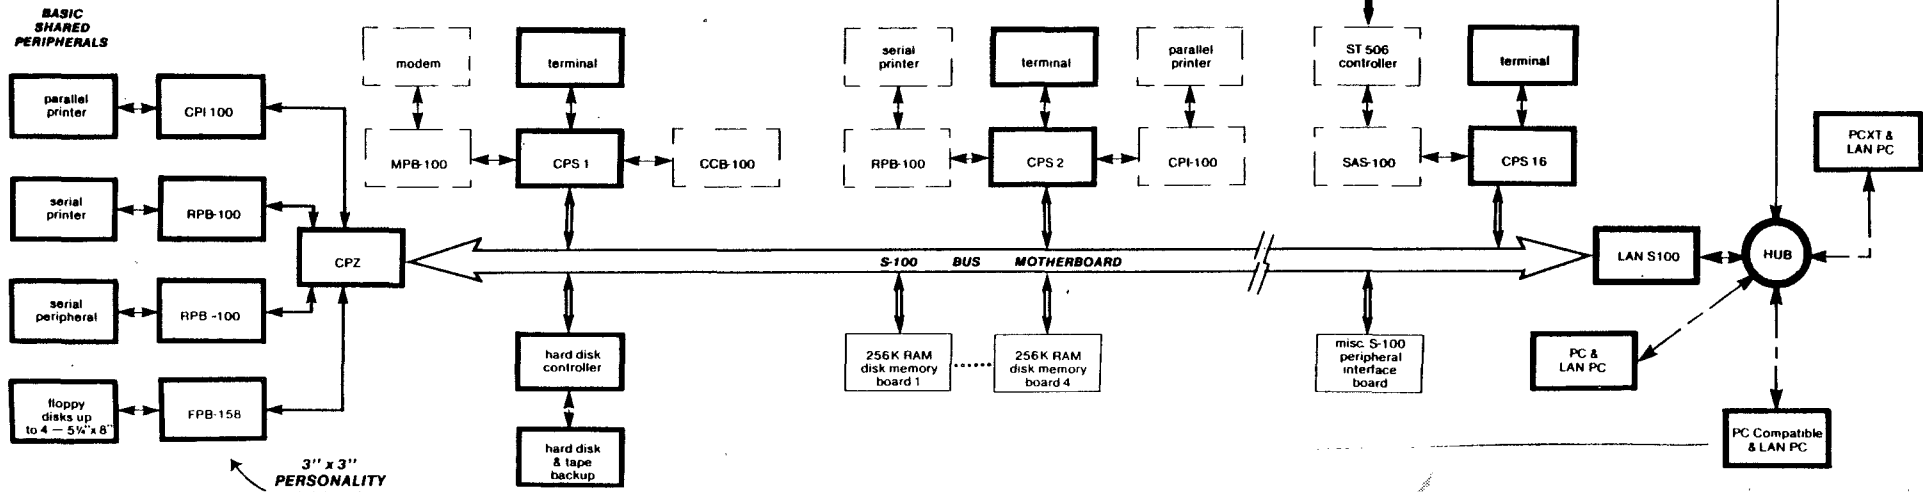 BASIC
SHARED
PERIPHERALS
parallel
printer
CPI 100
serial
printer
RPB-100
serial
peripheral
RPB -100
floppy
disks up
to 4 — 5¼"x 8"
FPB-158
3" x 3"
PERSONALITY
CPZ
modem
MPB-100
terminal
CPS 1
CCB-100
hard disk
controller
hard disk
& tape
backup
serial
printer
RPB-100
terminal
CPS 2
parallel
printer
CPI-100
S-100 BUS MOTHERBOARD
256K RAM
disk memory
board 1
256K RAM
disk memory
board 4
ST 506
controller
SAS-100
terminal
CPS 16
misc. S-100
peripheral
interface
board
LAN S100
HUB
PCXT &
LAN PC
PC &
LAN PC
PC Compatible
& LAN PC